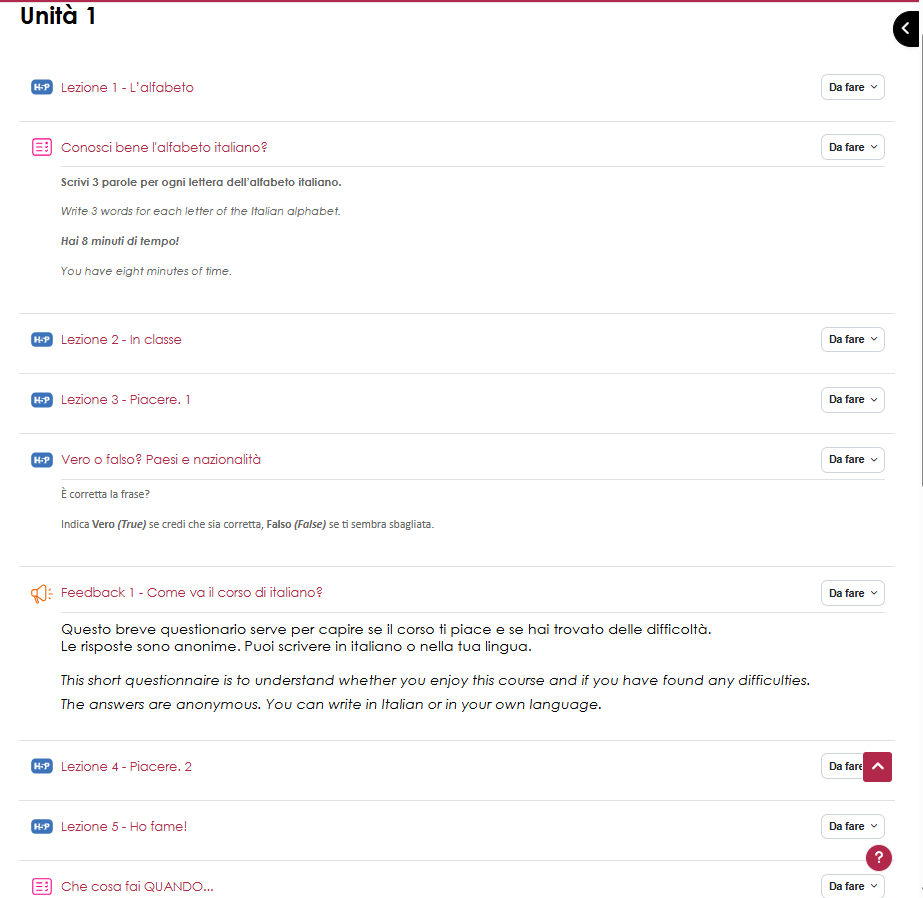 Unità 1
H-P Lezione 1 - L'alfabeto Da fare
Conosci bene l'alfabeto italiano? Da fare
Scrivi 3 parole per ogni lettera dell'alfabeto italiano.
Write 3 words for each letter of the Italian alphabet.
Hai 8 minuti di tempo!
You have eight minutes of time.
H-P Lezione 2 - In classe Da fare
H-P Lezione 3 - Piacere. 1 Da fare
H-P Vero o falso? Paesi e nazionalità Da fare
È corretta la frase?
Indica Vero (True) se credi che sia corretta, Falso (False) se ti sembra sbagliata.
Feedback 1 - Come va il corso di italiano? Da fare
Questo breve questionario serve per capire se il corso ti piace e se hai trovato delle difficoltà.
Le risposte sono anonime. Puoi scrivere in italiano o nella tua lingua.
This short questionnaire is to understand whether you enjoy this course and if you have found any difficulties.
The answers are anonymous. You can write in Italian or in your own language.
H-P Lezione 4 - Piacere. 2 Da fare
H-P Lezione 5 - Ho fame! Da fare
?
Che cosa fai QUANDO... Da fare